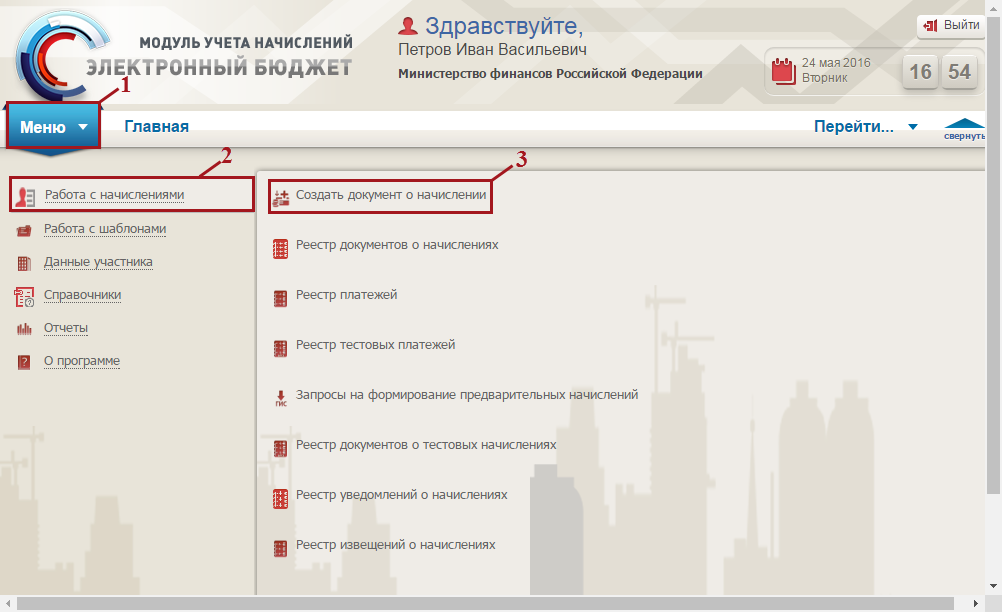 МОДУЛЬ УЧЕТА НАЧИСЛЕНИЙ
ЭЛЕКТРОННЫЙ БЮДЖЕТ
Здравствуйте,
Петров Иван Васильевич
Министерство финансов Российской Федерации
Выйти
24 мая 2016
Вторник
16 54
1
Меню
Главная
Перейти...
свернуть
2
3
Работа с начислениями
Работа с шаблонами
Данные участника
Справочники
Отчеты
О программе
Создать документ о начислении
Реестр документов о начислениях
Реестр платежей
Реестр тестовых платежей
ГИС
Запросы на формирование предварительных начислений
Реестр документов о тестовых начислениях
Реестр уведомлений о начислениях
Реестр извещений о начислениях